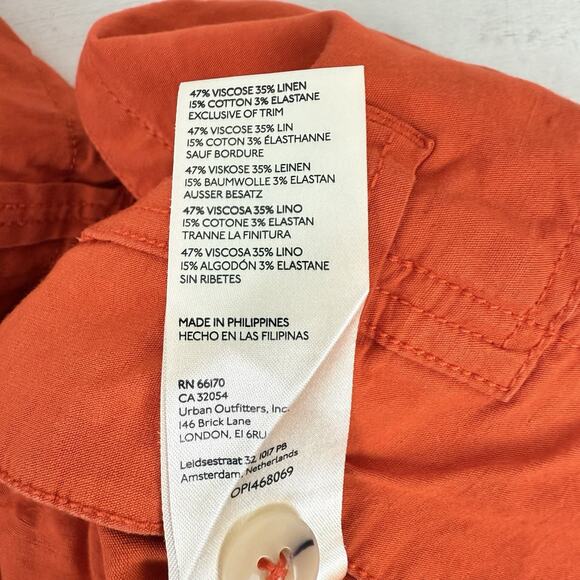 47% VISCOSE 35% LINEN
15% COTTON 3% ELASTANE
EXCLUSIVE OF TRIM
47% VISCOSE 35% LIN
15% COTON 3% ÉLASTHANNE
SAUF BORDURE
47% VISKOSE 35% LEINEN
15% BAUMWOLLE 3% ELASTAN
AUSSER BESATZ
47% VISCOSA 35% LINO
15% COTONE 3% ELASTAN
TRANNE LA FINITURA
47% VISCOSA 35% LINO
15% ALGODÓN 3% ELASTANE
SIN RIBETES
MADE IN PHILIPPINES
HECHO EN LAS FILIPINAS
RN 66170
CA 32054
Urban Outfitters, Inc.
146 Brick Lane
LONDON, E1 6RU
Leidsestraat 32 1017 PB
Amsterdam, Netherlands
OP1468069